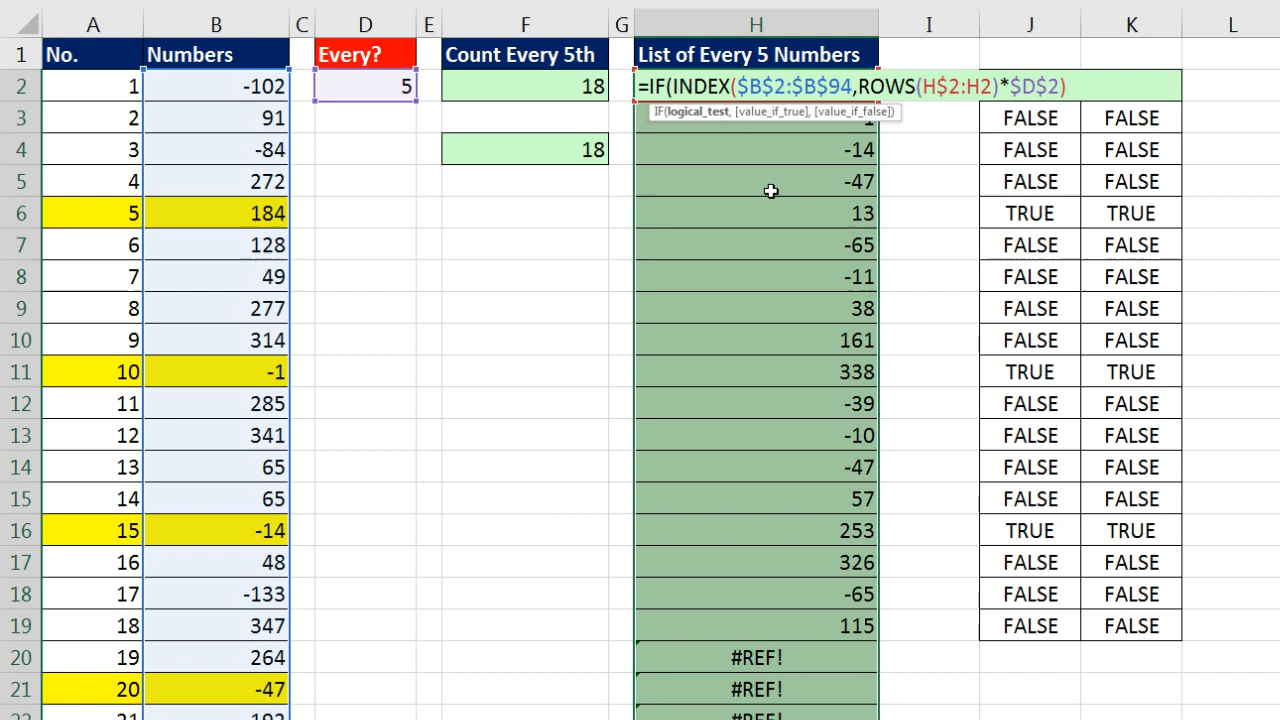 A B C D E F G H I J K L
1 No. Numbers Every? Count Every 5th List of Every 5 Numbers
2 1 -102 5 18 =IF(INDEX($B$2:$B$94,ROWS(H$2:H2)*$D$2)
IF(logical_test, [value_if_true], [value_if_false])
3 2 91 FALSE FALSE
4 3 -84 18 -14 FALSE FALSE
5 4 272 -47 FALSE FALSE
6 5 184 13 TRUE TRUE
7 6 128 -65 FALSE FALSE
8 7 49 -11 FALSE FALSE
9 8 277 38 FALSE FALSE
10 9 314 161 FALSE FALSE
11 10 -1 338 TRUE TRUE
12 11 285 -39 FALSE FALSE
13 12 341 -10 FALSE FALSE
14 13 65 -47 FALSE FALSE
15 14 65 57 FALSE FALSE
16 15 -14 253 TRUE TRUE
17 16 48 326 FALSE FALSE
18 17 -133 -65 FALSE FALSE
19 18 347 115 FALSE FALSE
20 19 264 #REF!
21 20 -47 #REF!